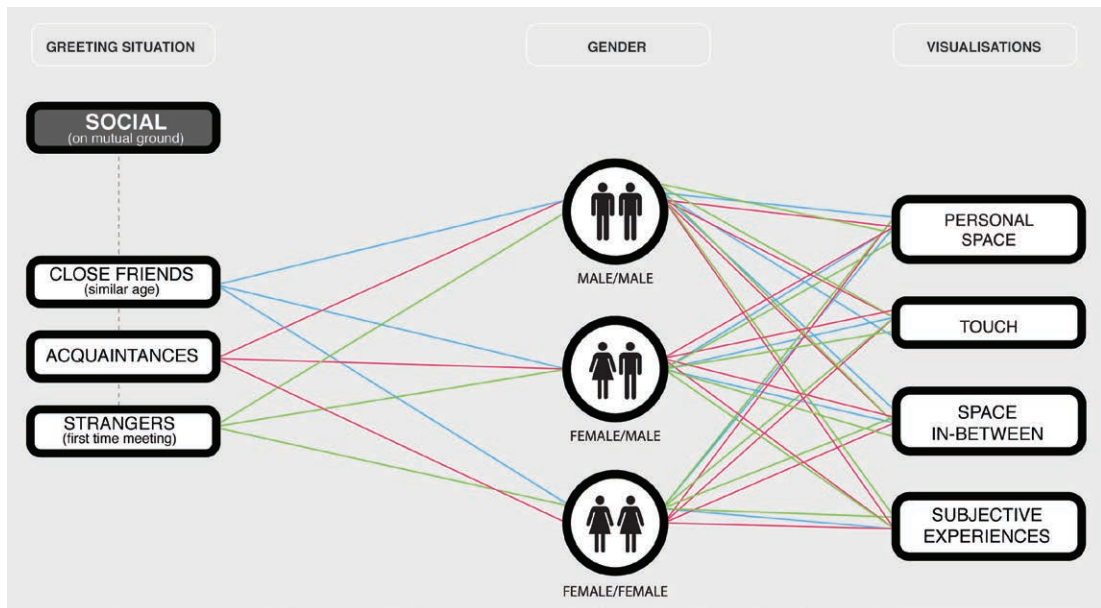 GREETING SITUATION
GENDER
VISUALISATIONS
SOCIAL
(on mutual ground)
CLOSE FRIENDS
(similar age)
ACQUAINTANCES
STRANGERS
(first time meeting)
MALE/MALE
FEMALE/MALE
FEMALE/FEMALE
PERSONAL
SPACE
TOUCH
SPACE
IN-BETWEEN
SUBJECTIVE
EXPERIENCES